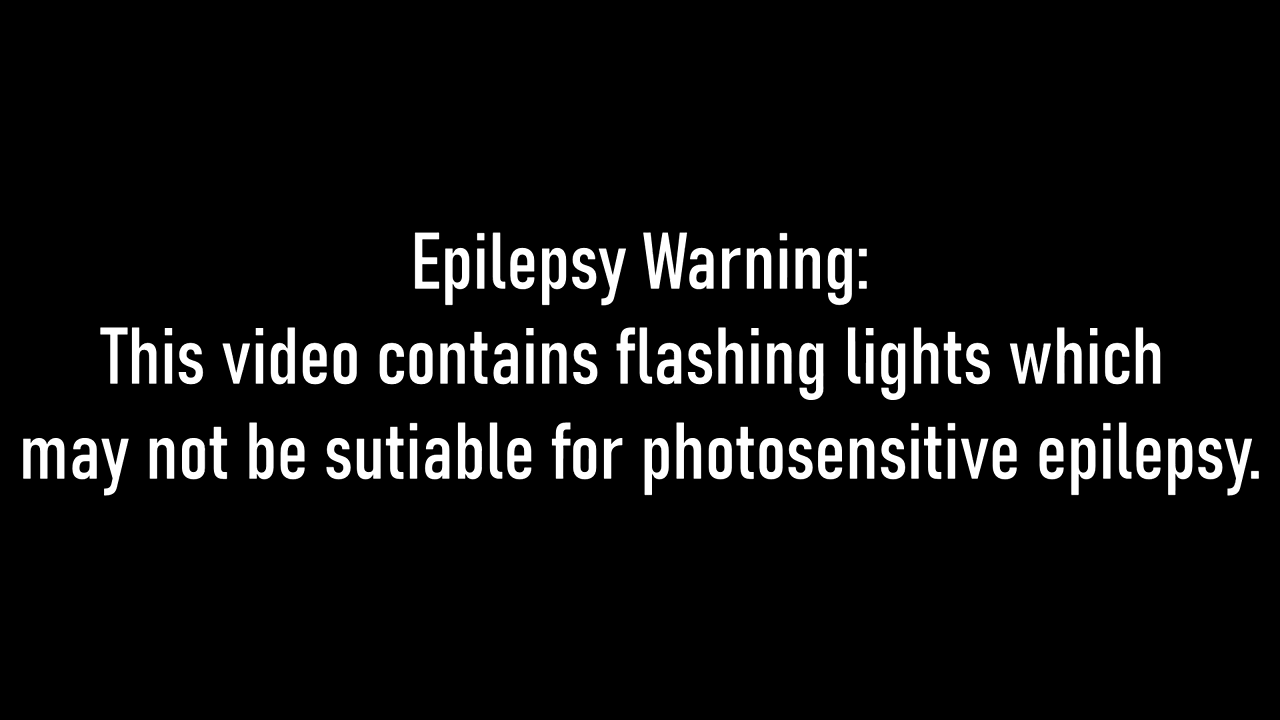 Epilepsy Warning:
This video contains flashing lights which
may not be sutiable for photosensitive epilepsy.